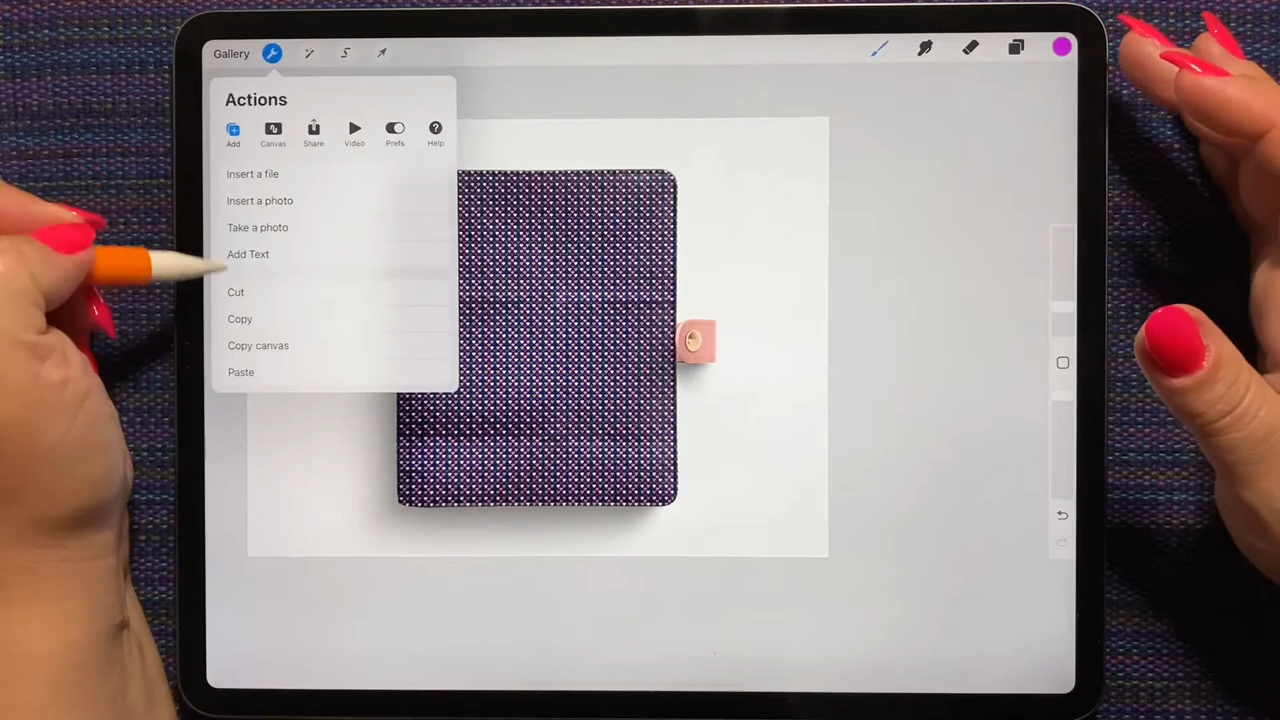 Gallery
Actions
Add Canvas Share Video Prefs Help
Insert a file
Insert a photo
Take a photo
Add Text
Cut
Copy
Copy canvas
Paste